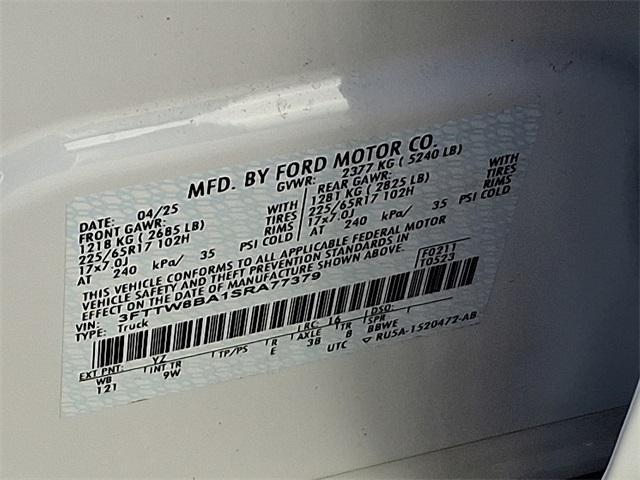 MFD. BY FORD MOTOR CO.
DATE: 04/25 GVWR: 2377 KG ( 5240 LB)
FRONT GAWR: WITH REAR GAWR: WITH
1218 KG ( 2685 LB) TIRES 1281 KG ( 2825 LB) TIRES
225/65R17 102H RIMS 225/65R17 102H RIMS
17x7.0J 17x7.0J
AT 240 kPa/ 35 PSI COLD AT 240 kPa/ 35 PSI COLD
THIS VEHICLE CONFORMS TO ALL APPLICABLE FEDERAL MOTOR
VEHICLE SAFETY AND THEFT PREVENTION STANDARDS IN
EFFECT ON THE DATE OF MANUFACTURE SHOWN ABOVE.
VIN: 3FTTW8BA1SRA77379 F0211
TYPE: Truck T0523
EXT PNT: YZ RC: 16 DSO:
WB INT TR TP/PS R AXLE TR SPR
121 9W E 3B 8 BBWE
UTC ▽ RU5A-1520472-AB